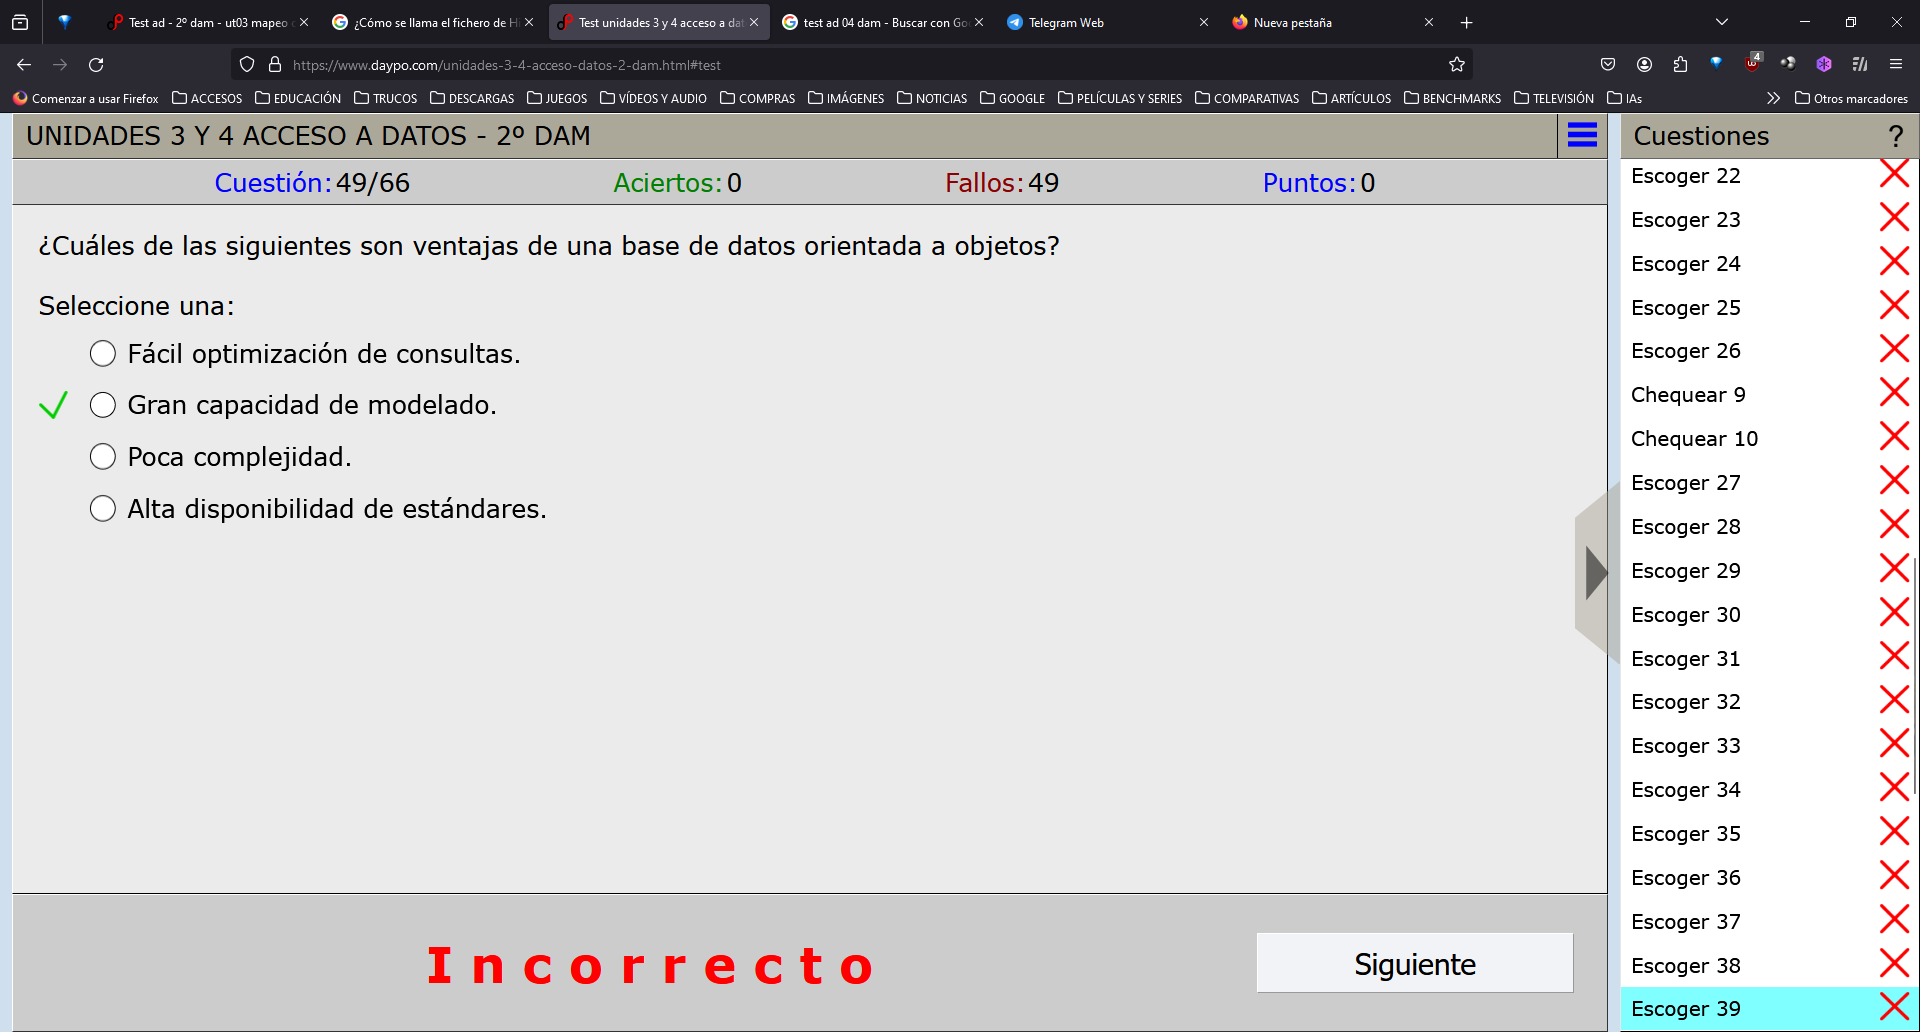 Test ad - 2º dam - ut03 mapeo
¿Cómo se llama el fichero de Hi
Test unidades 3 y 4 acceso a dat
test ad 04 dam - Buscar con Goo
Telegram Web
Nueva pestaña
https://www.daypo.com/unidades-3-4-acceso-datos-2-dam.html#test
4
Comenzar a usar Firefox
ACCESOS
EDUCACIÓN
TRUCOS
DESCARGAS
JUEGOS
VÍDEOS Y AUDIO
COMPRAS
IMÁGENES
NOTICIAS
GOOGLE
PELÍCULAS Y SERIES
COMPARATIVAS
ARTÍCULOS
BENCHMARKS
TELEVISIÓN
IAs
Otros marcadores
UNIDADES 3 Y 4 ACCESO A DATOS - 2º DAM
Cuestión: 49/66
Aciertos: 0
Fallos: 49
Puntos: 0
¿Cuáles de las siguientes son ventajas de una base de datos orientada a objetos?
Seleccione una:
Fácil optimización de consultas.
Gran capacidad de modelado.
Poca complejidad.
Alta disponibilidad de estándares.
Incorrecto
Siguiente
Cuestiones
?
Escoger 22
Escoger 23
Escoger 24
Escoger 25
Escoger 26
Chequear 9
Chequear 10
Escoger 27
Escoger 28
Escoger 29
Escoger 30
Escoger 31
Escoger 32
Escoger 33
Escoger 34
Escoger 35
Escoger 36
Escoger 37
Escoger 38
Escoger 39